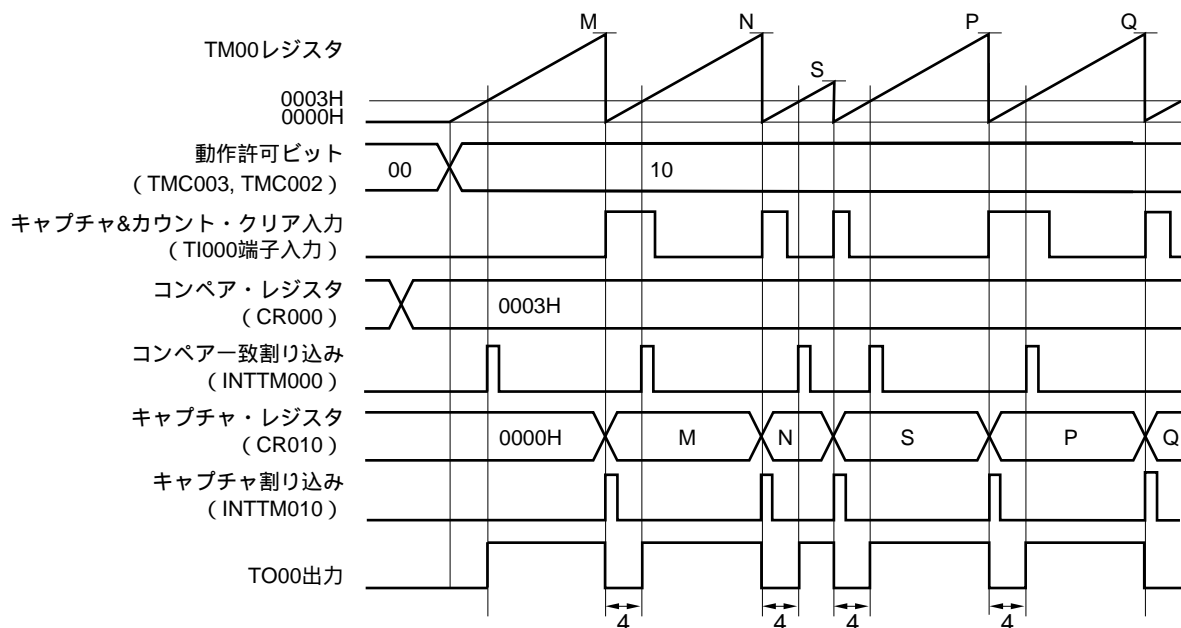 M N S P Q
TM00レジスタ
0003H
0000H
動作許可ビット
（TMC003, TMC002）
00 10
キャプチャ&カウント・クリア入力
（TI000端子入力）
コンペア・レジスタ
（CR000）
0003H
コンペア一致割り込み
（INTTM000）
キャプチャ・レジスタ
（CR010）
0000H M N S P Q
キャプチャ割り込み
（INTTM010）
TO00出力
4 4 4 4